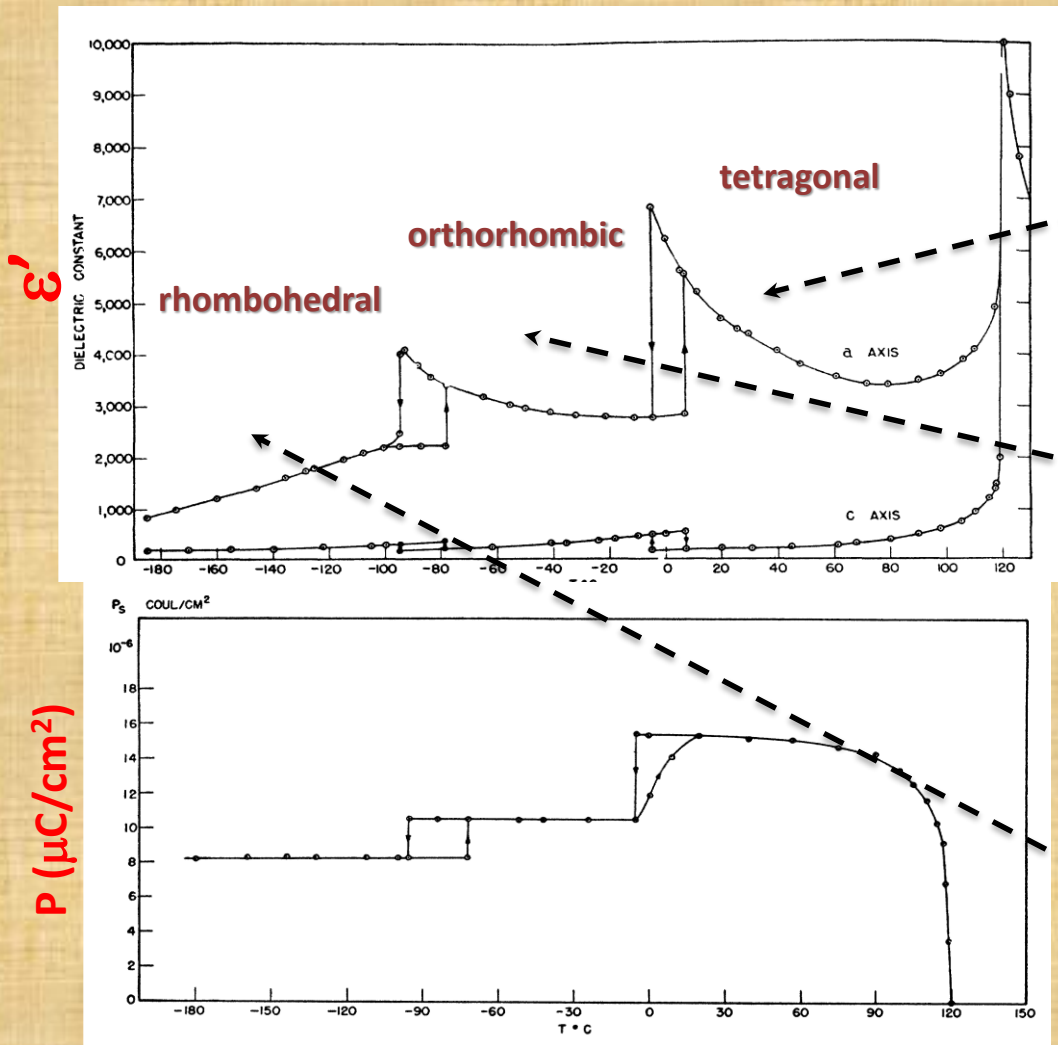 ε′
DIELECTRIC CONSTANT
10,000
9,000
8,000
7,000
6,000
5,000
4,000
3,000
2,000
1,000
0
tetragonal
orthorhombic
rhombohedral
a AXIS
C AXIS
-180 -160 -140 -120 -100 -80 -60 -40 -20 0 20 40 60 80 100 120
P (μC/cm²)
PS COUL/CM²
10⁻⁶
18
16
14
12
10
8
6
4
2
0
-180 -150 -120 -90 -60 -30 0 30 60 90 120 150
T °C